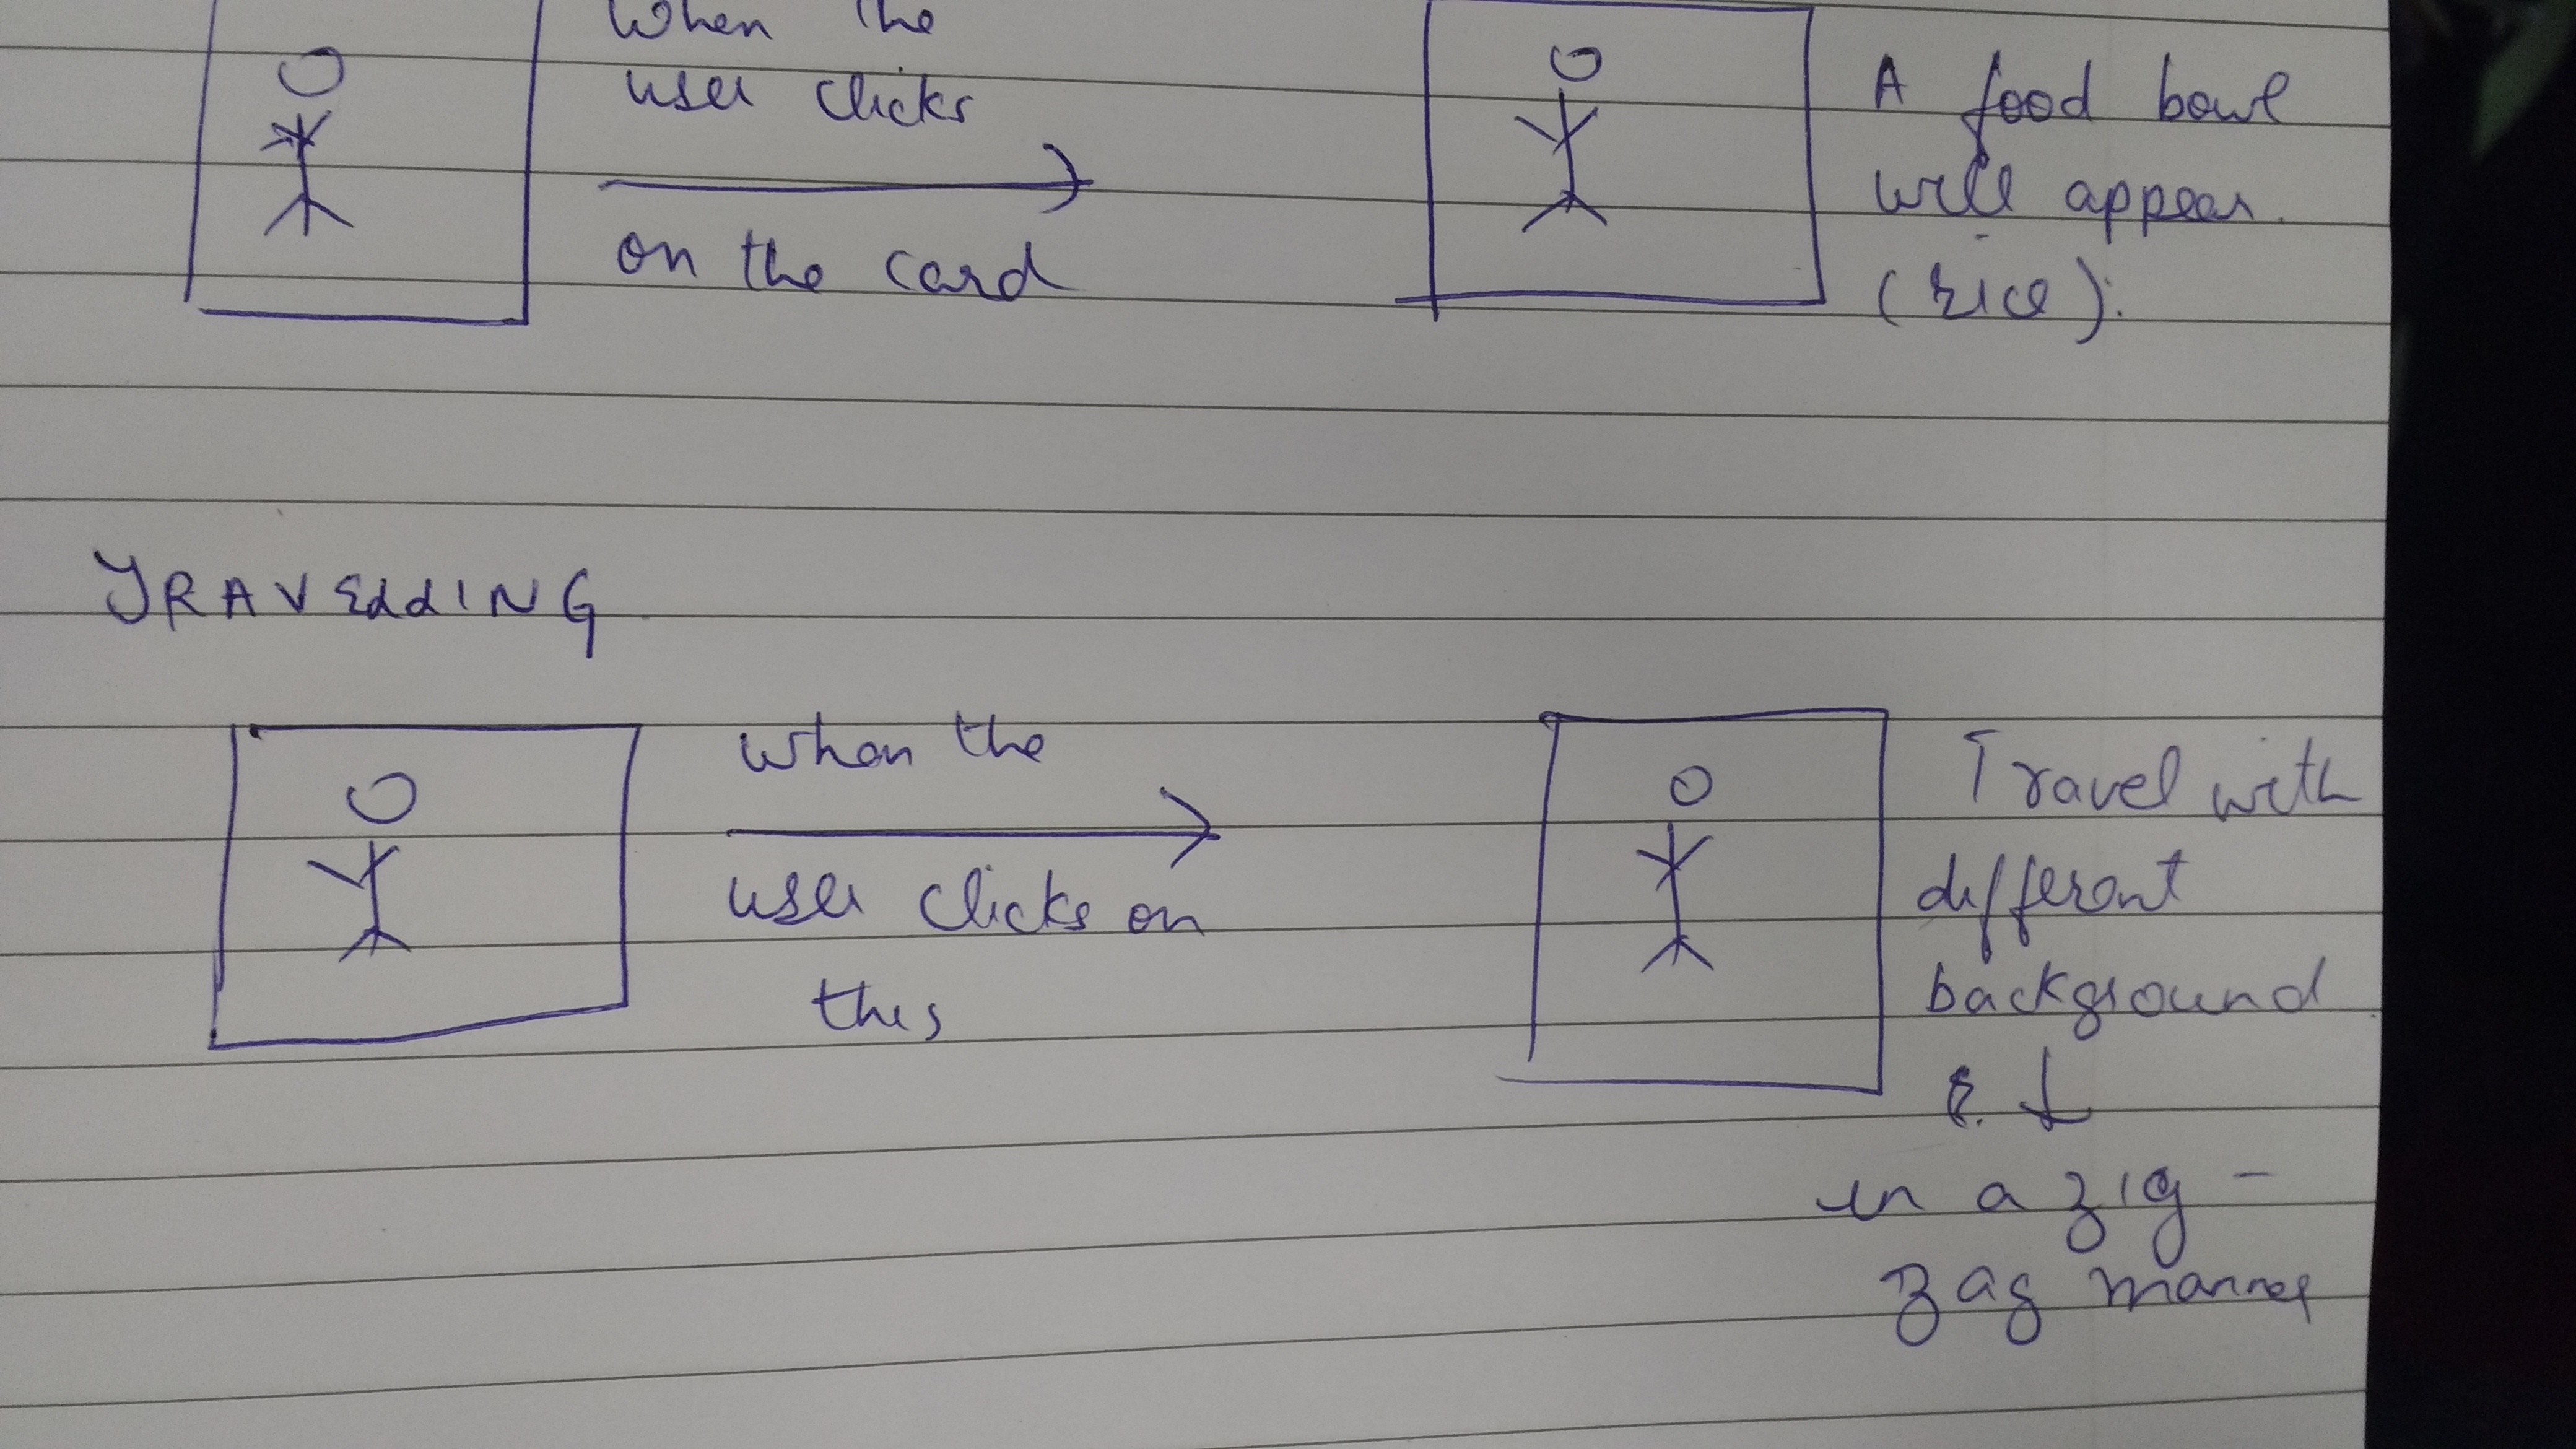 When the
user clicks
on the card
A food bowl
will appear.
(rice).
TRAVELLING
when the
user clicks on
this
Travel with
different
background
&
in a zig -
zag manner